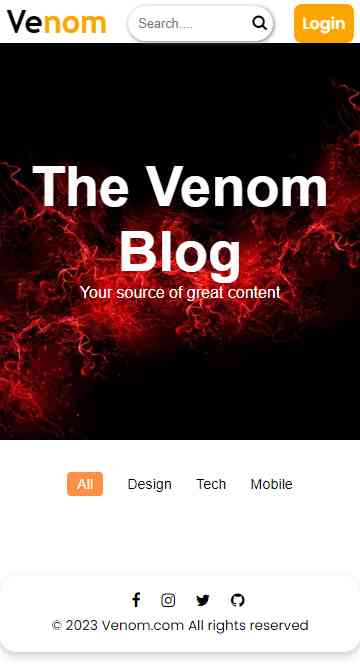 Venom
Search....
Login
The Venom
Blog
Your source of great content
All
Design
Tech
Mobile
© 2023 Venom.com All rights reserved